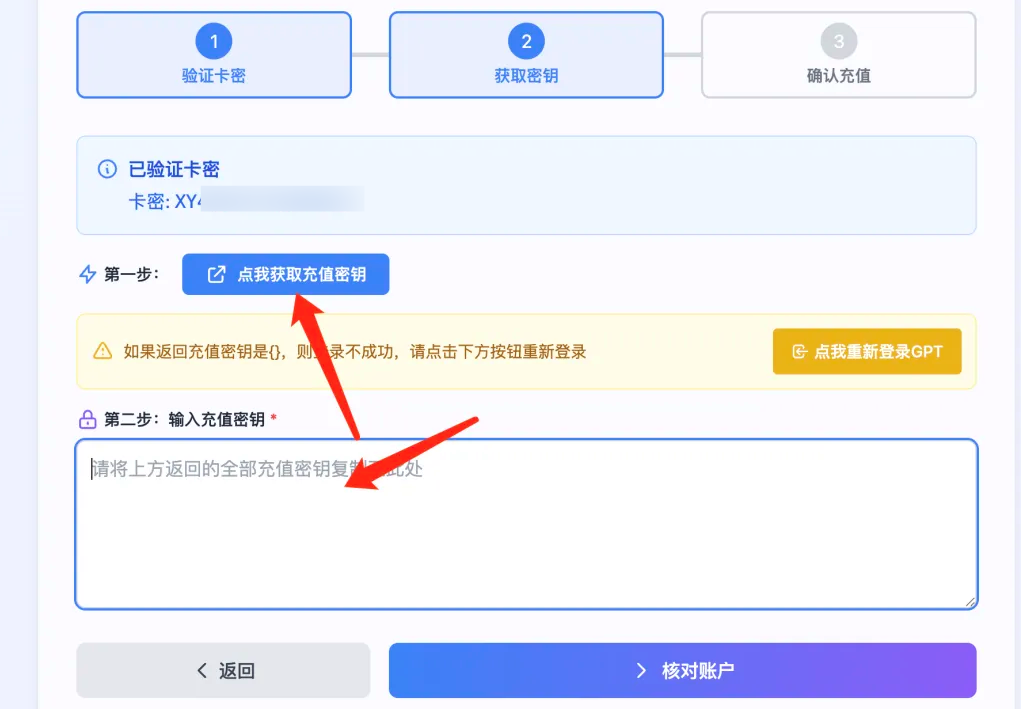 1
验证卡密
2
获取密钥
3
确认充值
已验证卡密
卡密: XY4
第一步：
点我获取充值密钥
如果返回充值密钥是{}，则登录不成功，请点击下方按钮重新登录
点我重新登录GPT
第二步：输入充值密钥 *
请将上方返回的全部充值密钥复制到此处
返回
核对账户